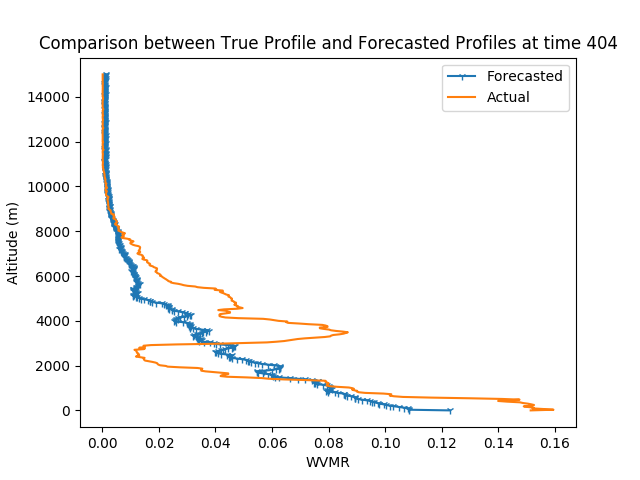 Comparison between True Profile and Forecasted Profiles at time 404
Forecasted
Actual
14000
12000
10000
8000
6000
4000
2000
0
Altitude (m)
0.00 0.02 0.04 0.06 0.08 0.10 0.12 0.14 0.16
WVMR